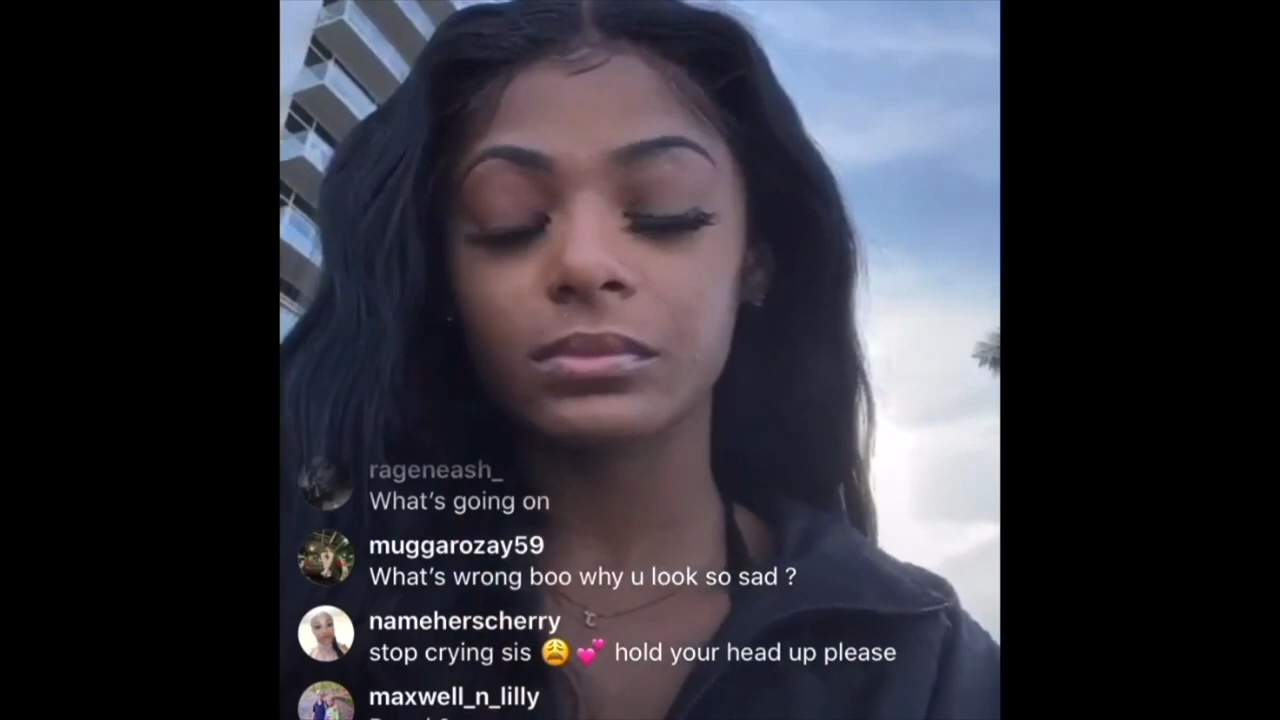 rageneash_
What's going on
muggarozay59
What's wrong boo why u look so sad ?
nameherscherry
stop crying sis 😩 💕 hold your head up please
maxwell_n_lilly